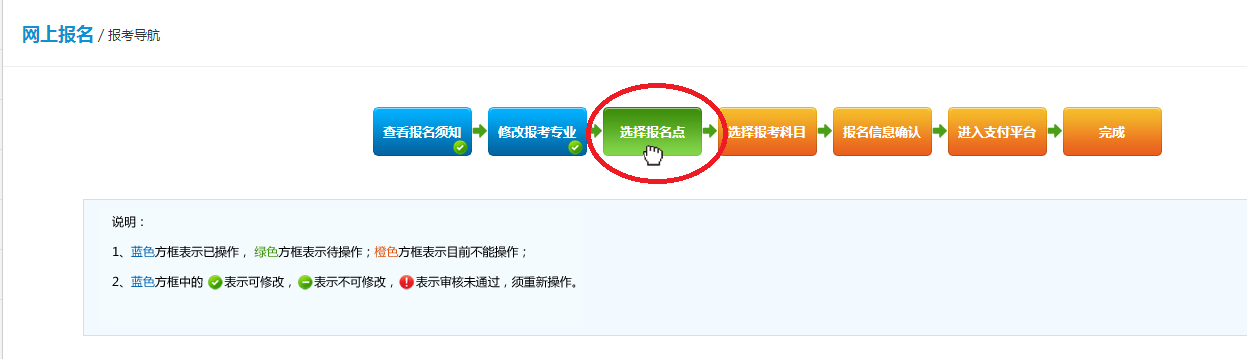 网上报名 / 报考导航
查看报名须知 修改报考专业 选择报名点 选择报考科目 报名信息确认 进入支付平台 完成
说明：
1、蓝色方框表示已操作， 绿色方框表示待操作；橙色方框表示目前不能操作；
2、蓝色方框中的 表示可修改， 表示不可修改， 表示审核未通过，须重新操作。